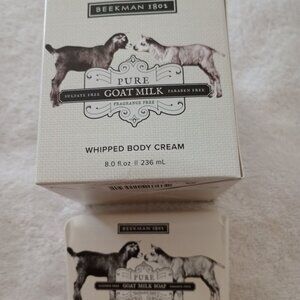 BEEKMAN 1802
PURE
SULFATE FREE GOAT MILK PARABEN FREE
FRAGRANCE FREE
WHIPPED BODY CREAM
8.0 fl.oz || 236 mL
BEEKMAN 1802
PURE
GOAT MILK SOAP